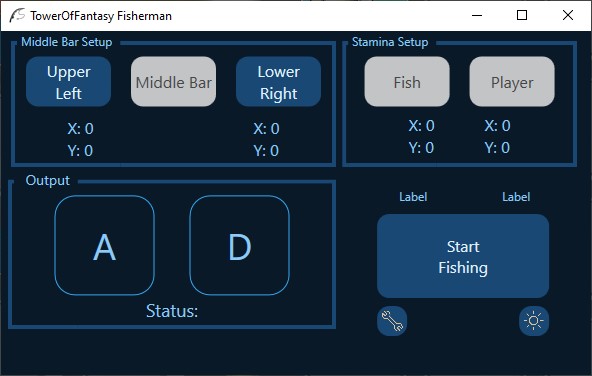 TowerOfFantasy Fisherman
Middle Bar Setup
Stamina Setup
Upper
Left
Middle Bar
Lower
Right
Fish
Player
X: 0
X: 0
X: 0
X: 0
Y: 0
Y: 0
Y: 0
Y: 0
Output
A
D
Status:
Label
Label
Start
Fishing